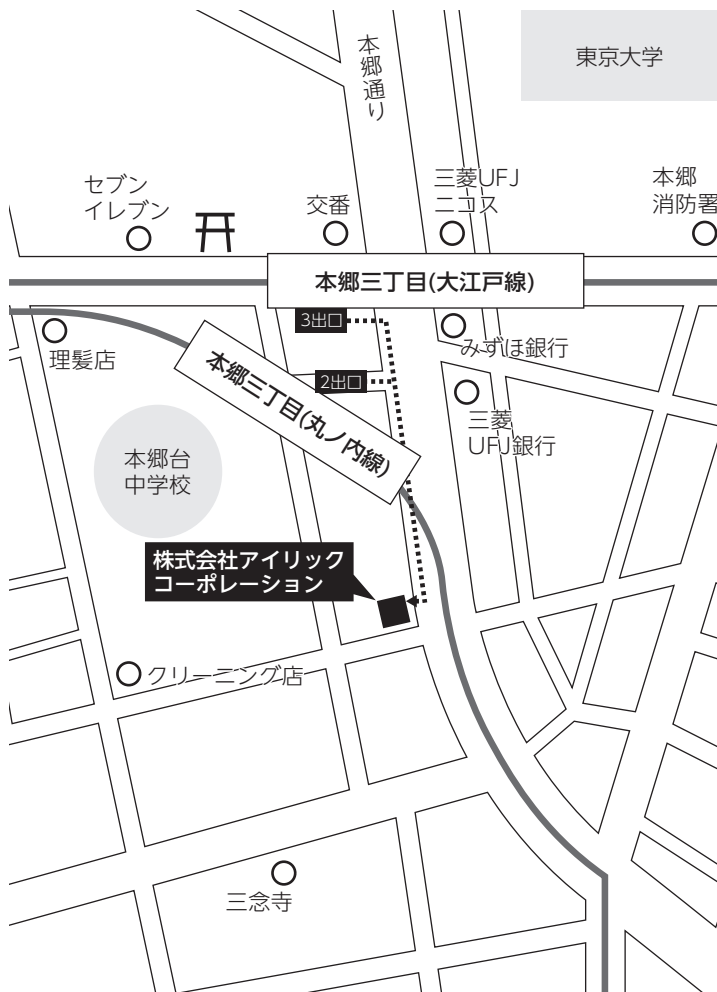 東京大学
本郷通り
セブン
イレブン
交番
三菱UFJ
ニコス
本郷
消防署
本郷三丁目(大江戸線)
3出口
理髪店
みずほ銀行
本郷三丁目(丸ノ内線)
2出口
三菱
UFJ銀行
本郷台
中学校
株式会社アイリック
コーポレーション
クリーニング店
三念寺